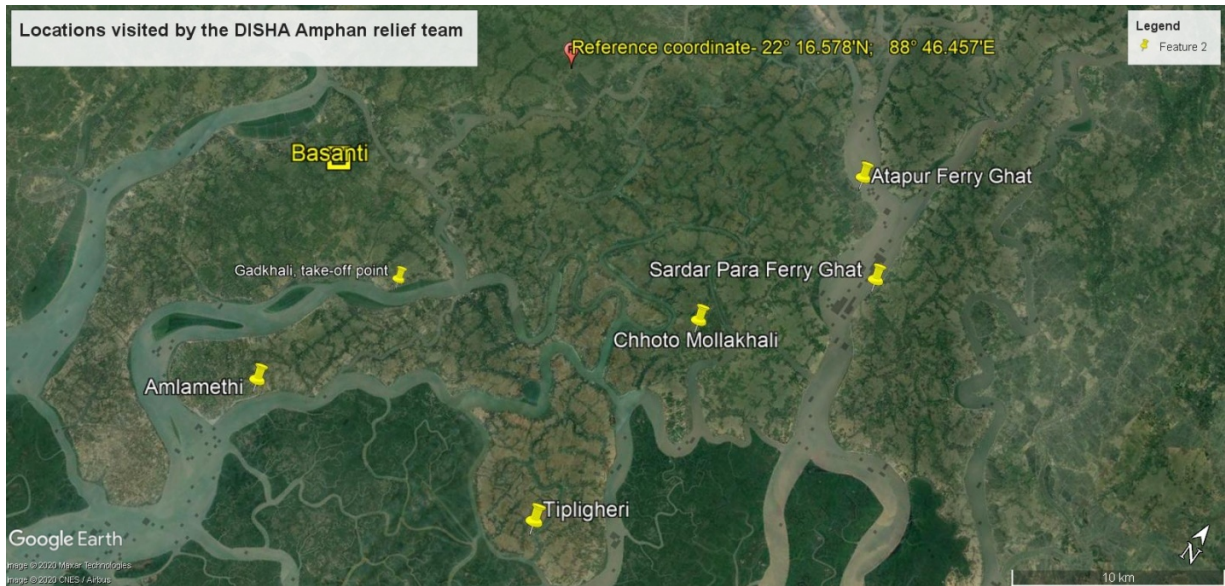 Locations visited by the DISHA Amphan relief team
Legend
Feature 2
Reference coordinate- 22° 16.578'N; 88° 46.457'E
Basanti
Atapur Ferry Ghat
Gadkhali, take-off point
Sardar Para Ferry Ghat
Chhoto Mollakhali
Amlamethi
Tipligheri
Google Earth
Image © 2020 Maxar Technologies
Image © 2020 CNES / Airbus
N
10 km